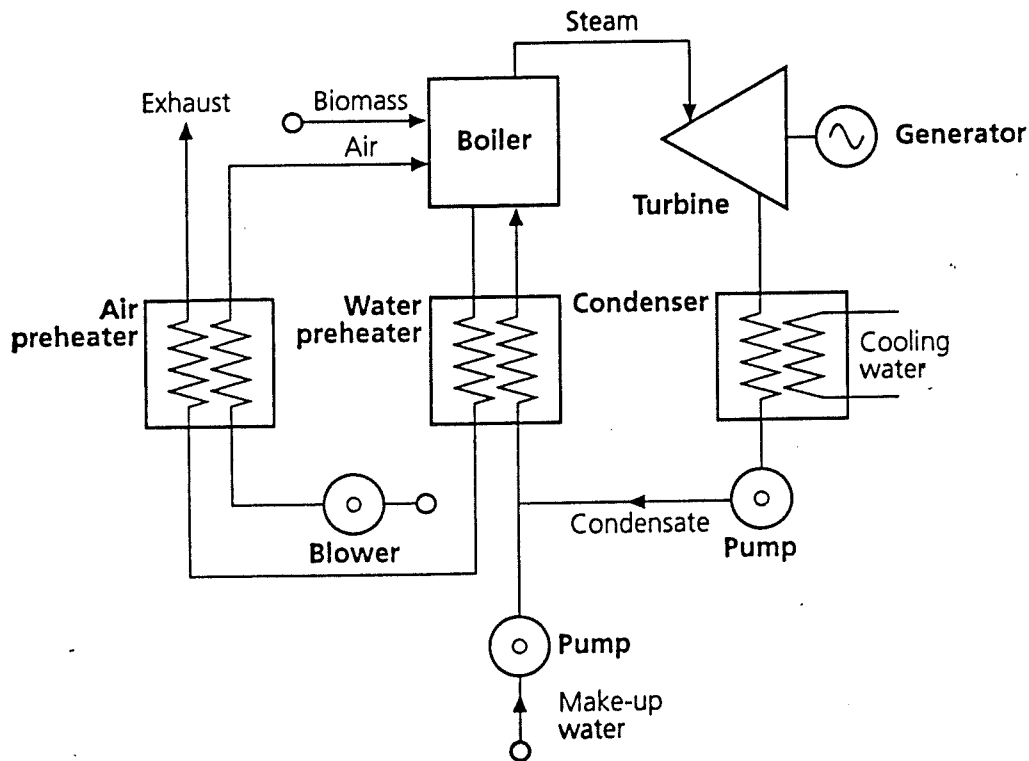 Steam
Exhaust
Biomass
Air
Boiler
Generator
Turbine
Air
preheater
Water
preheater
Condenser
Cooling
water
Blower
Condensate
Pump
Pump
Make-up
water